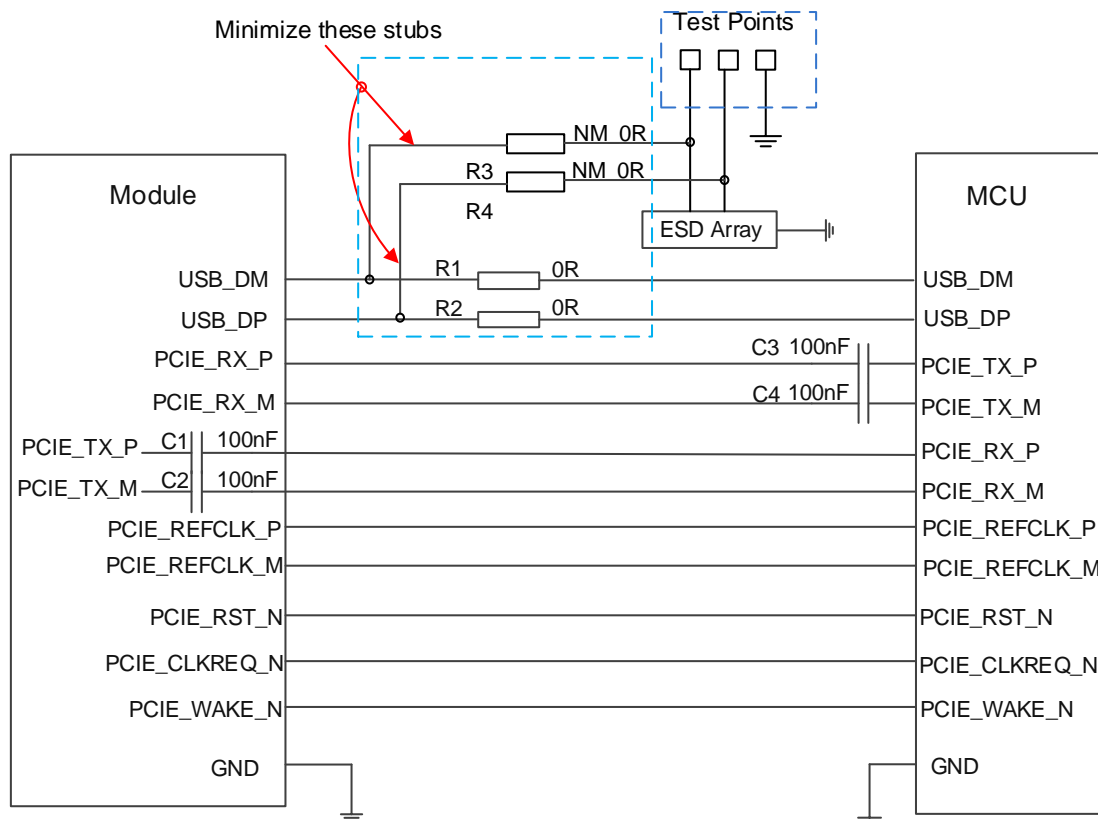 Minimize these stubs
Test Points
NM 0R
R3
NM 0R
R4
ESD Array
Module
MCU
USB_DM
R1
0R
USB_DM
USB_DP
R2
0R
USB_DP
PCIE_RX_P
C3 100nF
PCIE_TX_P
PCIE_RX_M
C4 100nF
PCIE_TX_M
PCIE_TX_P
C1
100nF
PCIE_RX_P
PCIE_TX_M
C2
100nF
PCIE_RX_M
PCIE_REFCLK_P
PCIE_REFCLK_P
PCIE_REFCLK_M
PCIE_REFCLK_M
PCIE_RST_N
PCIE_RST_N
PCIE_CLKREQ_N
PCIE_CLKREQ_N
PCIE_WAKE_N
PCIE_WAKE_N
GND
GND